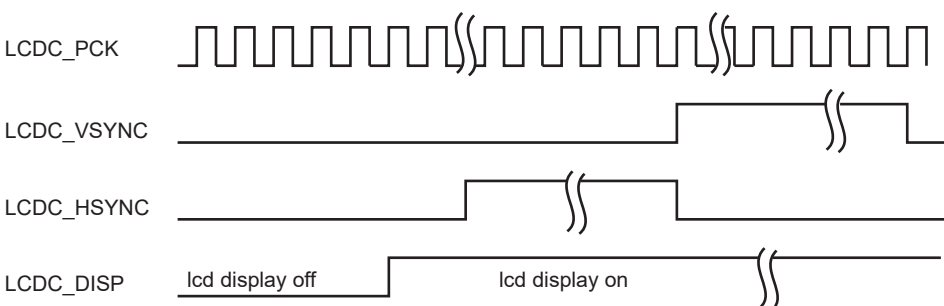 LCDC_PCK
LCDC_VSYNC
LCDC_HSYNC
LCDC_DISP lcd display off lcd display on